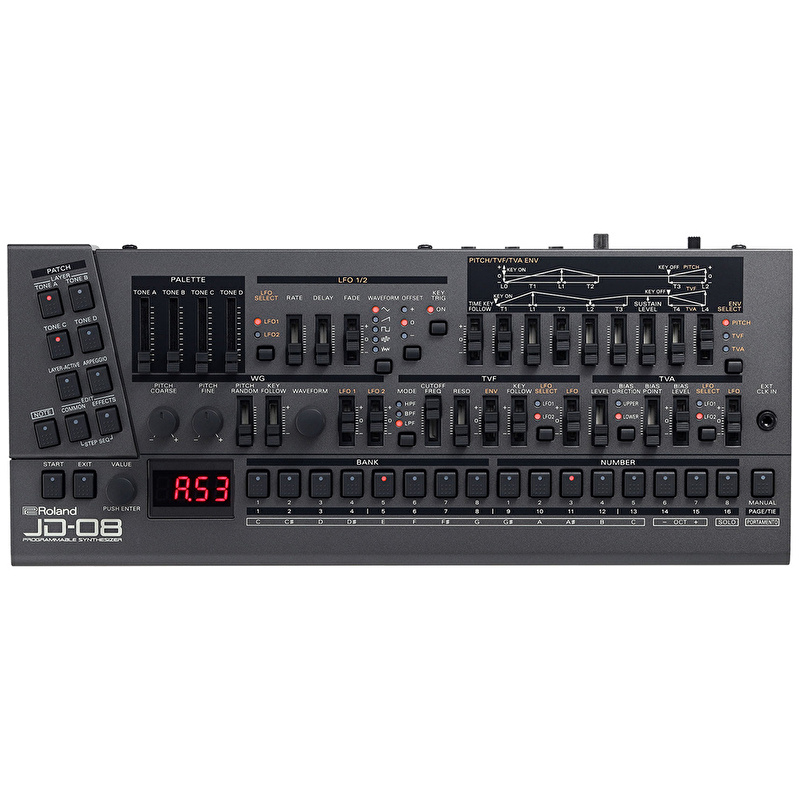 PATCH
LAYER
TONE A TONE B
TONE C TONE D
LAYER-ACTIVE ARPEGGIO
EDIT
NOTE COMMON EFFECTS
STEP SEQ
PALETTE
TONE A TONE B TONE C TONE D
LFO 1/2
LFO SELECT RATE DELAY FADE WAVEFORM OFFSET KEY TRIG
LFO1
LFO2
+
0
−
ON
PITCH/TVF/TVA ENV
KEY ON KEY OFF PITCH
L0 T1 L1 T2 T3 L2
KEY ON KEY OFF TVF
TIME KEY FOLLOW T1 L1 T2 L2 T3 L3 SUSTAIN LEVEL T4 TVA L4
ENV SELECT
PITCH
TVF
TVA
WG
PITCH COARSE PITCH FINE PITCH RANDOM KEY FOLLOW WAVEFORM LFO 1 LFO 2
TVF
MODE CUTOFF FREQ RESO ENV KEY FOLLOW LFO SELECT LFO
HPF
BPF
LPF
LFO1
LFO2
TVA
LEVEL BIAS DIRECTION BIAS POINT BIAS LEVEL LFO SELECT LFO
UPPER
LOWER
LFO1
LFO2
EXT CLK IN
START EXIT VALUE
PUSH ENTER
A.53
BANK NUMBER
1 2 3 4 5 6 7 8 9 10 11 12 13 14 15 16 MANUAL
1 2 3 4 5 6 7 8 1 2 3 4 5 6 7 8 PAGE/TIE
C C# D D# E F F# G G# A A# B C − OCT + SOLO PORTAMENTO
Roland
JD-08
PROGRAMMABLE SYNTHESIZER